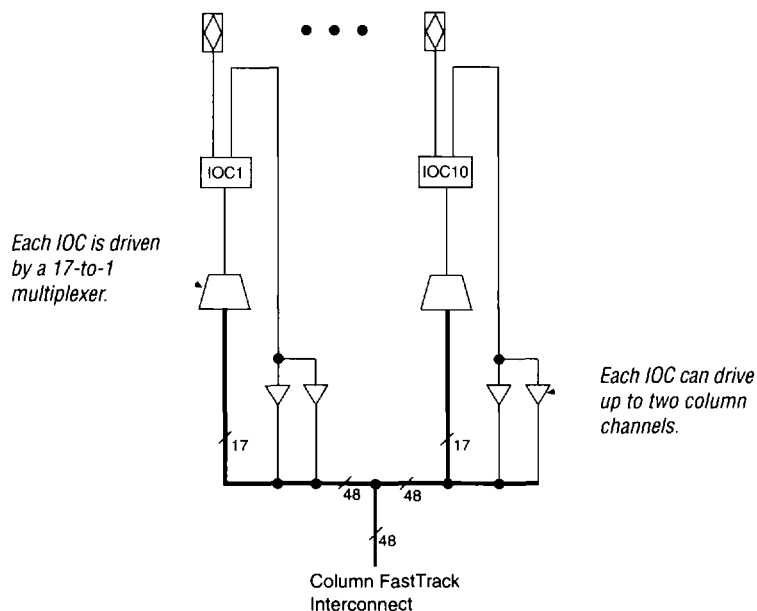 IOC1
IOC10
Each IOC is driven
by a 17-to-1
multiplexer.
Each IOC can drive
up to two column
channels.
17
17
48
48
48
Column FastTrack
Interconnect